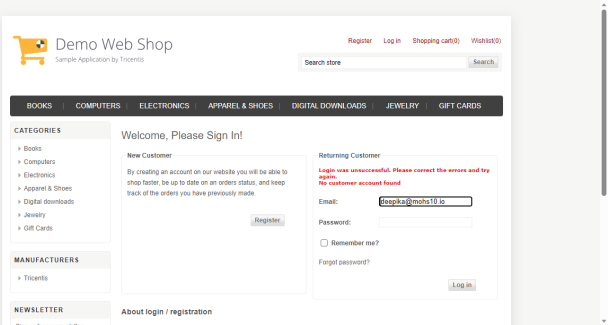 Demo Web Shop
Sample Application by Tricentis
Register Log in Shopping cart(0) Wishlist(0)
Search store
Search
BOOKS COMPUTERS ELECTRONICS APPAREL & SHOES DIGITAL DOWNLOADS JEWELRY GIFT CARDS
CATEGORIES
Books
Computers
Electronics
Apparel & Shoes
Digital downloads
Jewelry
Gift Cards
MANUFACTURERS
Tricentis
NEWSLETTER
Welcome, Please Sign In!
New Customer
By creating an account on our website you will be able to
shop faster, be up to date on an orders status, and keep
track of the orders you have previously made.
Register
Returning Customer
Login was unsuccessful. Please correct the errors and try
again.
No customer account found
Email: deepika@mohs10.io
Password:
Remember me?
Forgot password?
Log in
About login / registration